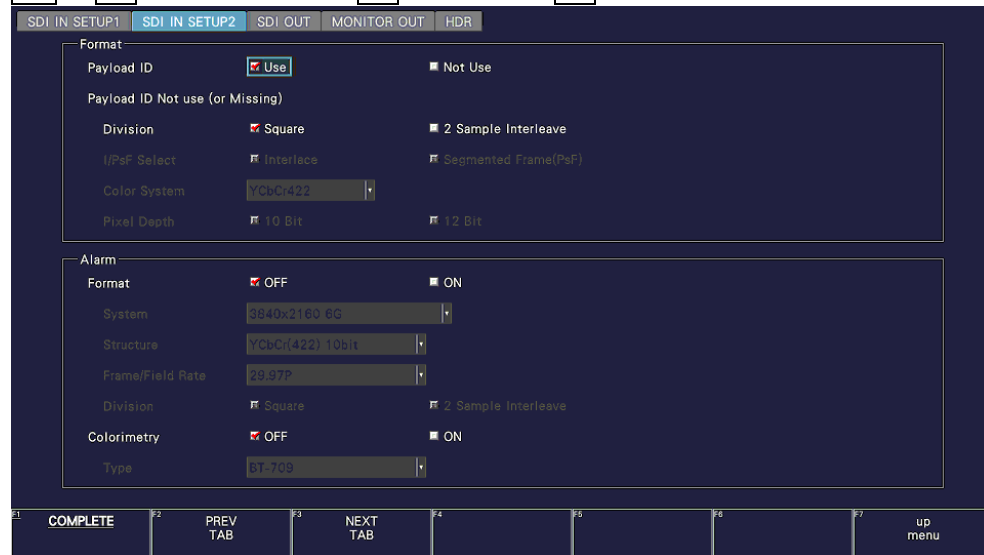 SDI IN SETUP1 SDI IN SETUP2 SDI OUT MONITOR OUT HDR
Format
Payload ID Use Not Use
Payload ID Not use (or Missing)
Division Square 2 Sample Interleave
I/PsF Select Interlace Segmented Frame(PsF)
Color System YCbCr422
Pixel Depth 10 Bit 12 Bit
Alarm
Format OFF ON
System 3840x2160 6G
Structure YCbCr(422) 10bit
Frame/Field Rate 29.97P
Division Square 2 Sample Interleave
Colorimetry OFF ON
Type BT-709
F1 COMPLETE F2 PREV TAB F3 NEXT TAB F4 F5 F6 F7 up menu